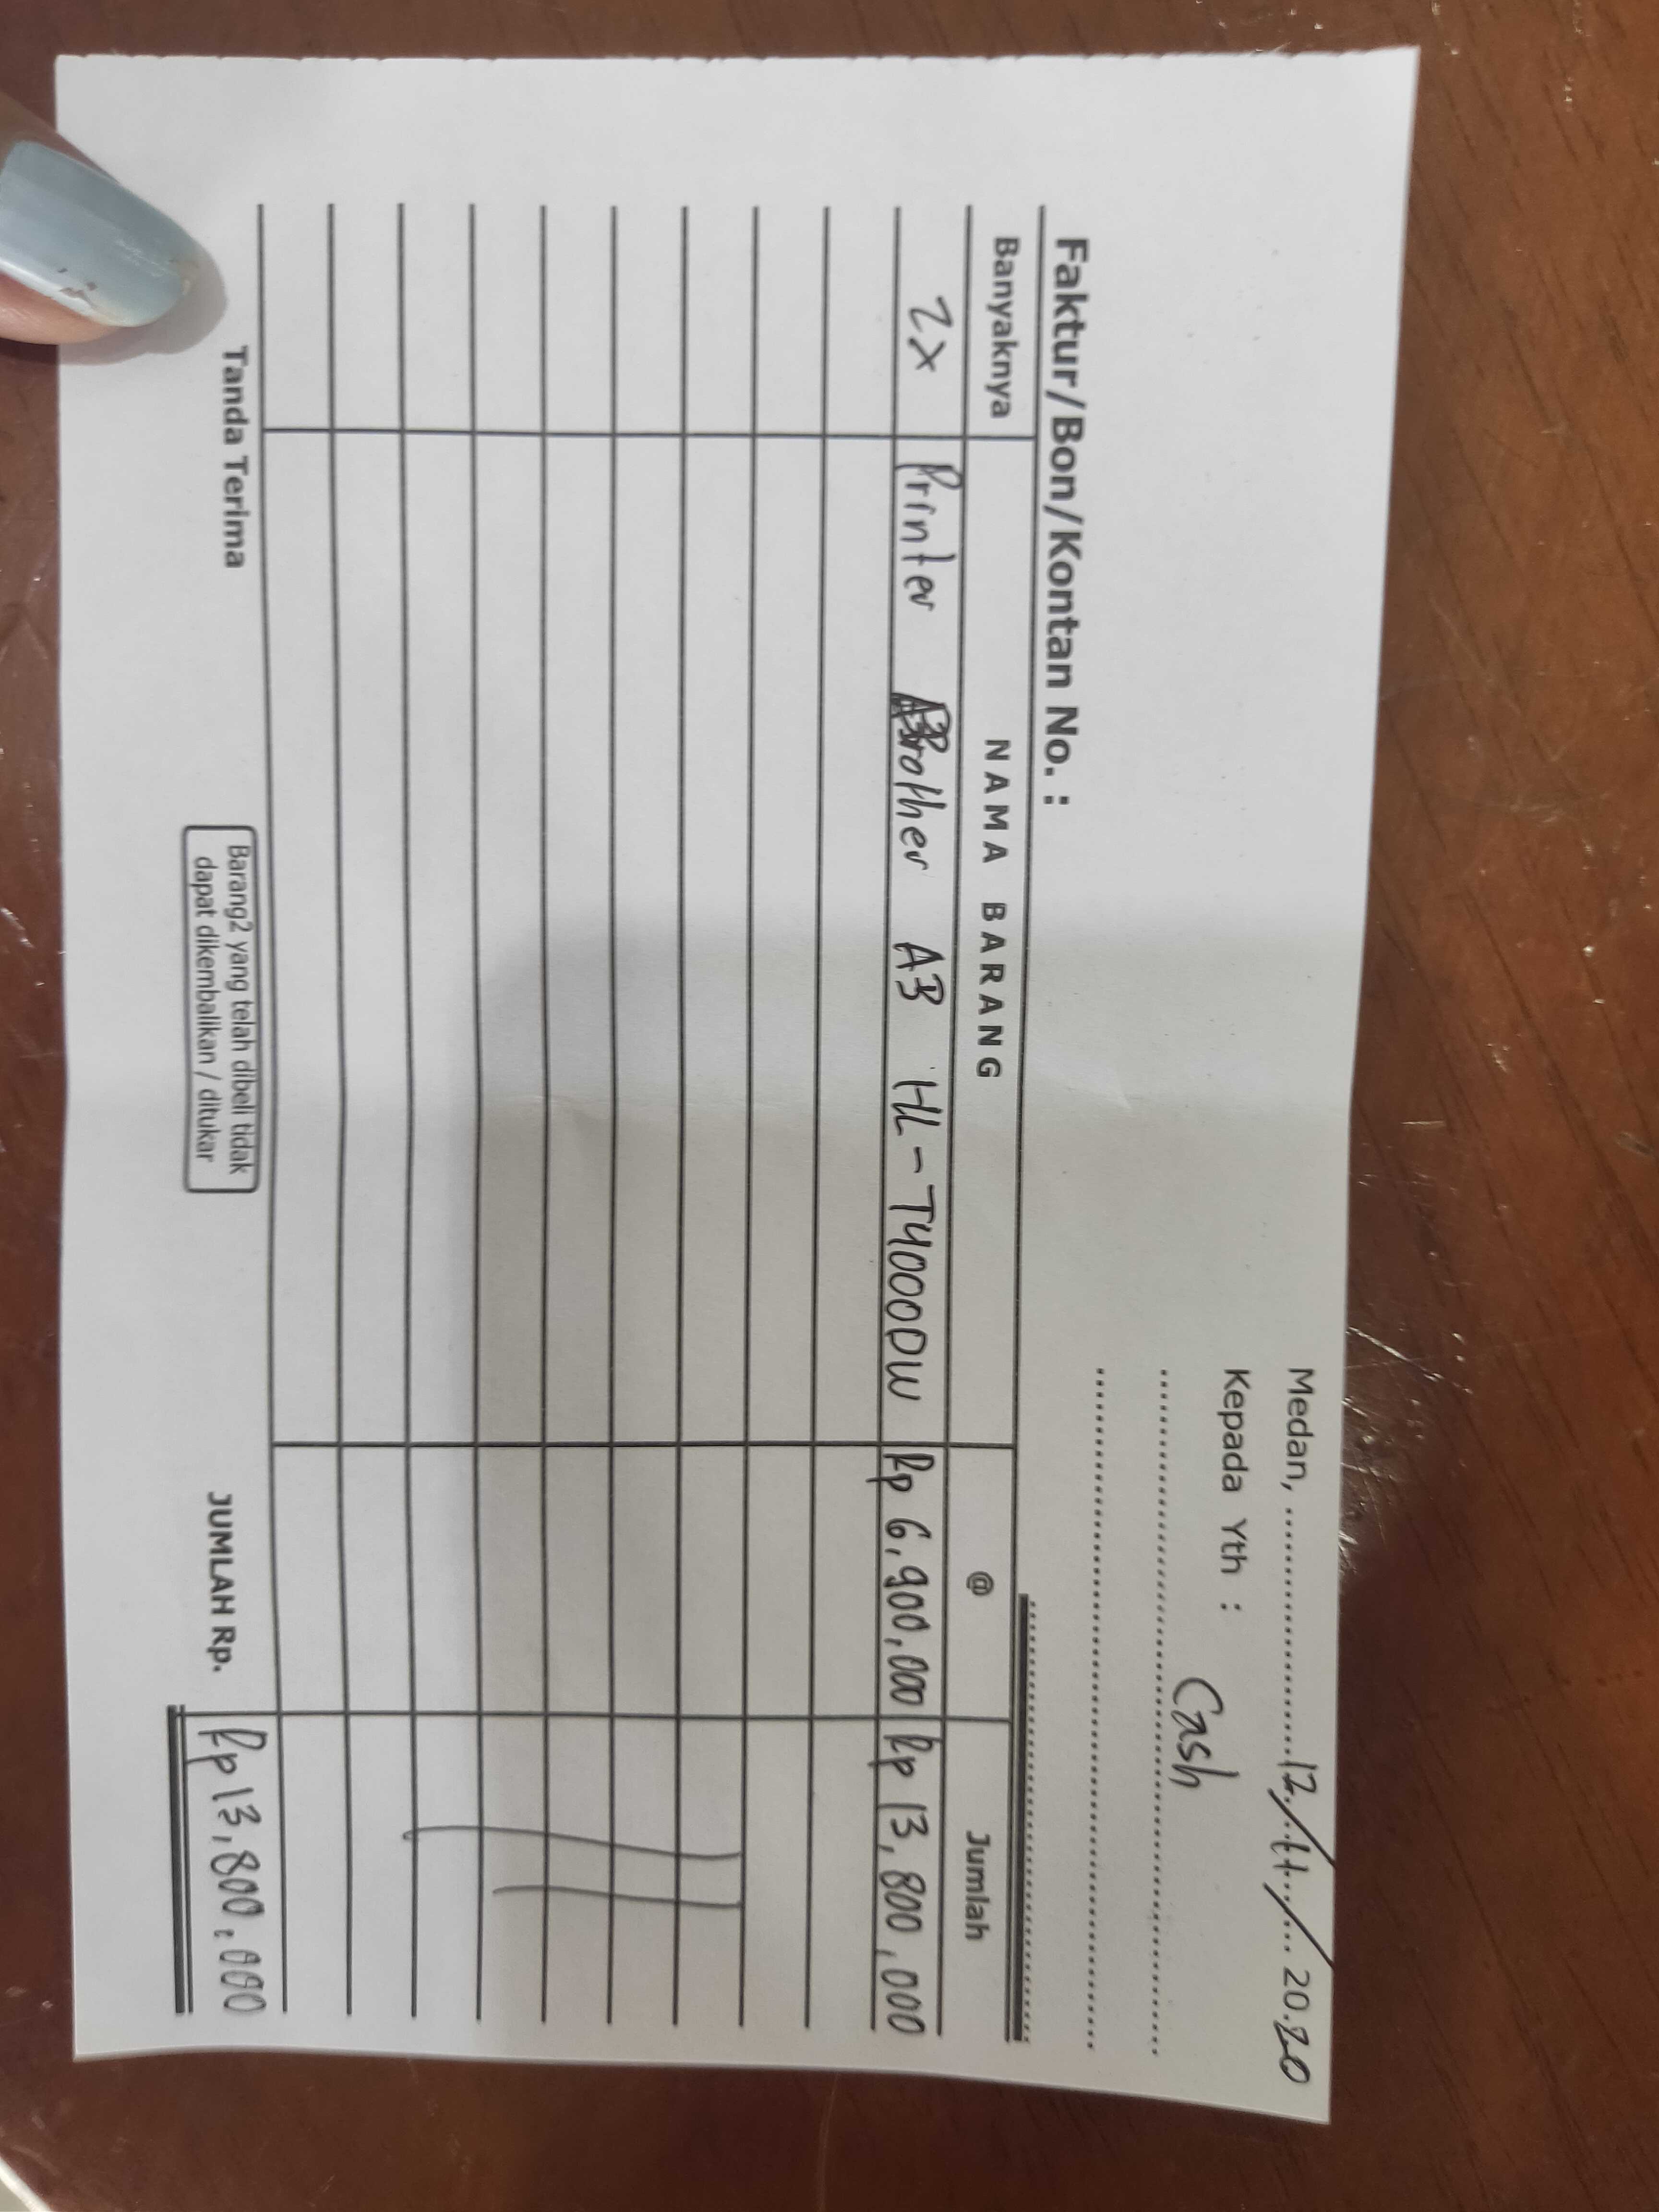 Medan, 12/11/2020
Kepada Yth : Cash
Faktur/Bon/Kontan No. :
Banyaknya NAMA BARANG @ Jumlah
2x Printer Brother A3 HL-T4000DW Rp 6,900,000 Rp 13,800,000
Tanda Terima
Barang2 yang telah dibeli tidak
dapat dikembalikan / ditukar
JUMLAH Rp. Rp 13,800,000